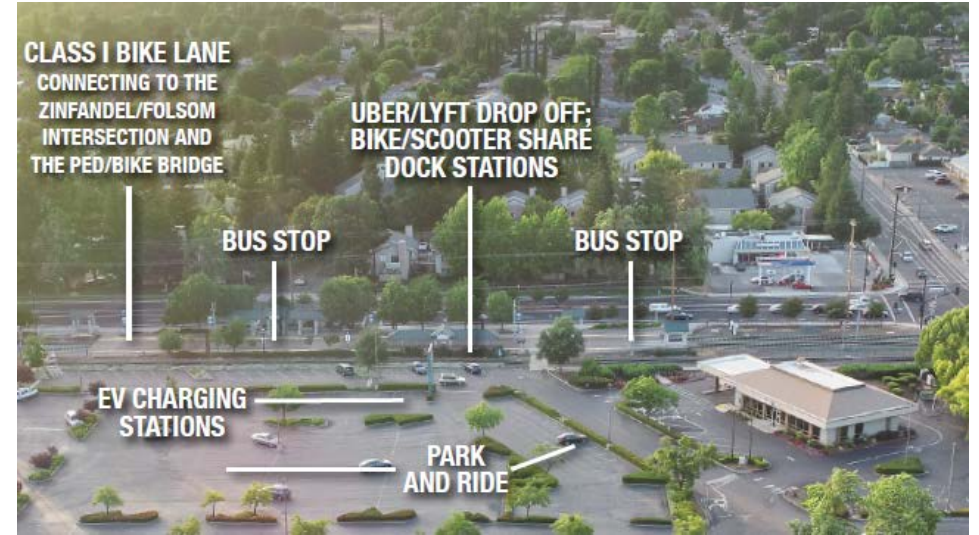 CLASS I BIKE LANE
CONNECTING TO THE
ZINFANDEL/FOLSOM
INTERSECTION AND
THE PED/BIKE BRIDGE
UBER/LYFT DROP OFF;
BIKE/SCOOTER SHARE
DOCK STATIONS
BUS STOP
BUS STOP
EV CHARGING
STATIONS
PARK
AND RIDE